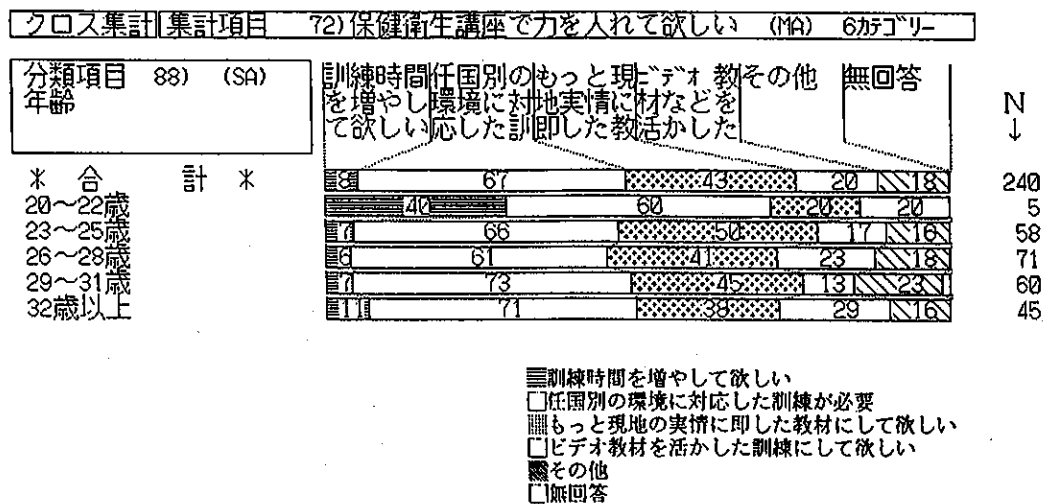 クロス集計 集計項目 72)保健衛生講座で力を入れて欲しい (MA) 6カテゴリー
分類項目 88) (SA)
年齢
訓練時間を増やして欲しい
任国別の環境に対応した訓
もっと現地実情に即した教
ビデオ教材などを活かした
その他
無回答
N
↓
* 合 計 * 8 67 43 20 18 240
20～22歳 40 60 20 20 5
23～25歳 7 66 50 17 16 58
26～28歳 6 61 41 23 18 71
29～31歳 7 73 45 13 23 60
32歳以上 11 71 38 29 16 45
訓練時間を増やして欲しい
任国別の環境に対応した訓練が必要
もっと現地の実情に即した教材にして欲しい
ビデオ教材を活かした訓練にして欲しい
その他
無回答